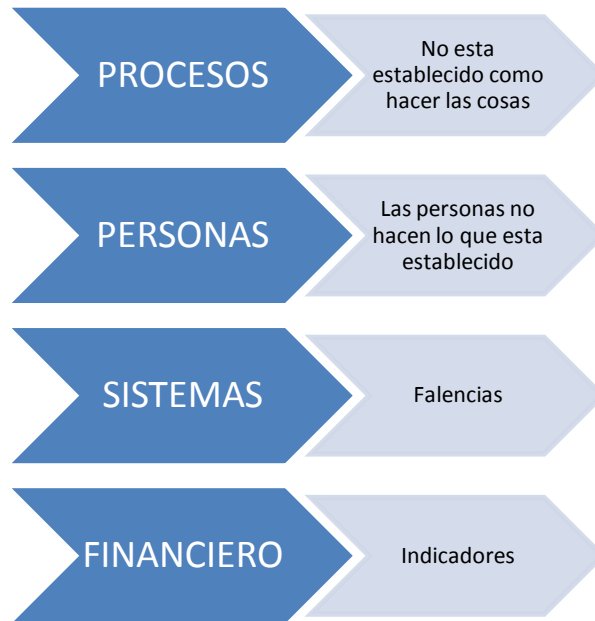 PROCESOS
No esta
establecido como
hacer las cosas
PERSONAS
Las personas no
hacen lo que esta
establecido
SISTEMAS
Falencias
FINANCIERO
Indicadores